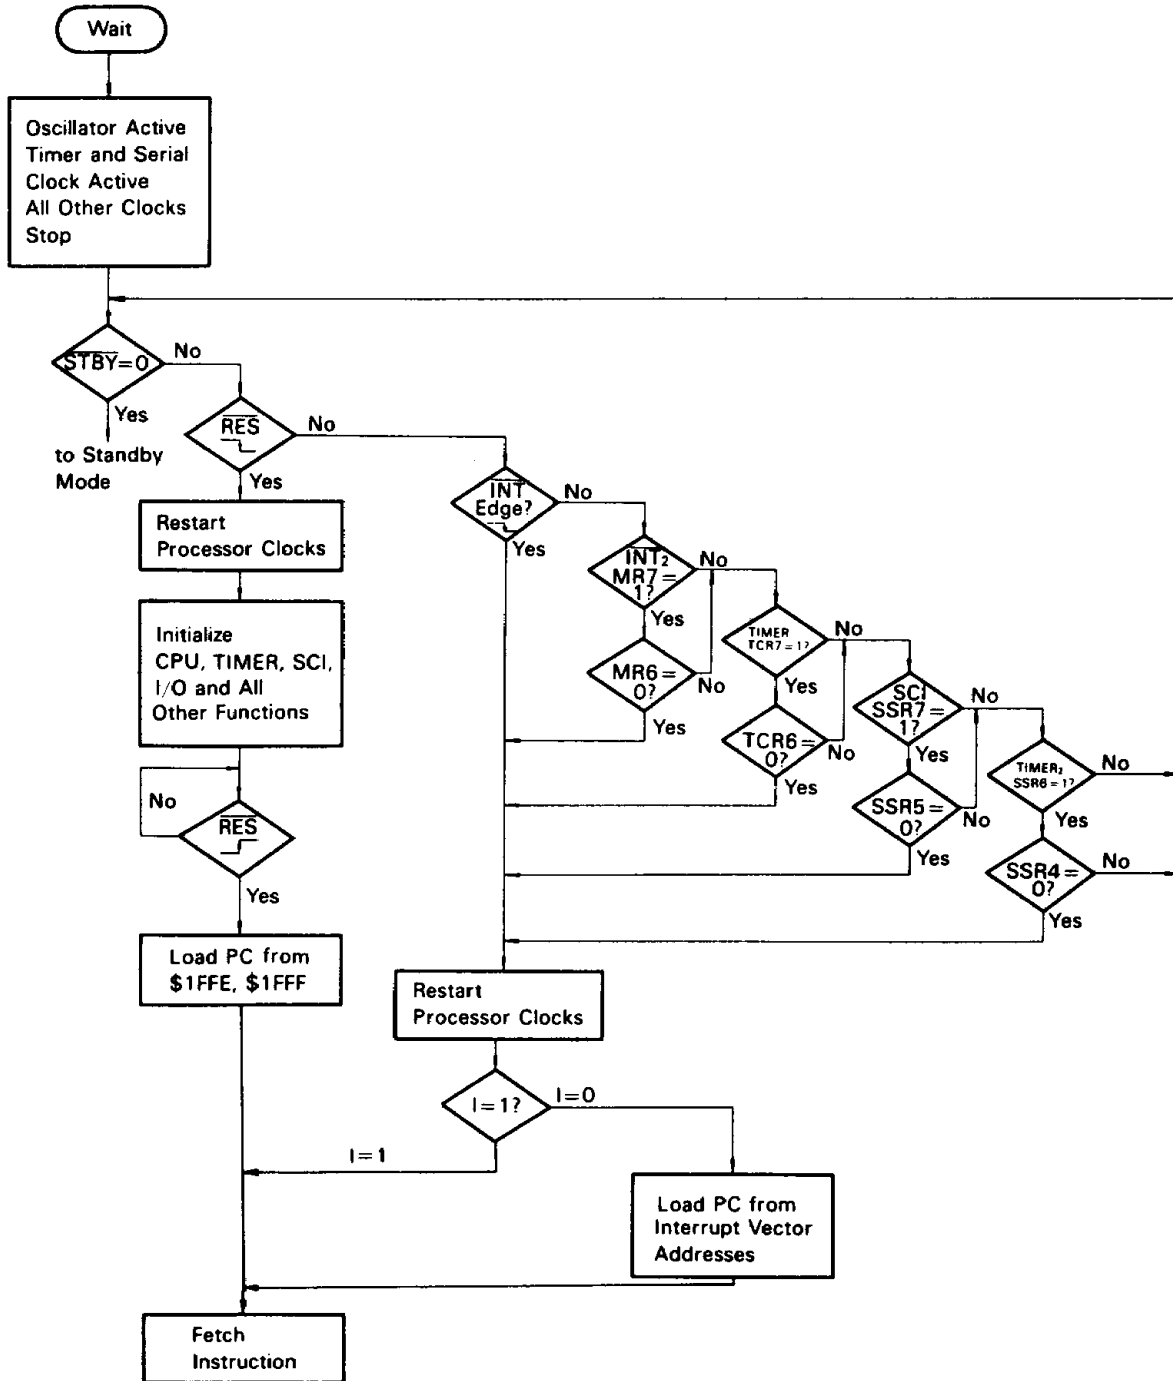 Wait
Oscillator Active
Timer and Serial
Clock Active
All Other Clocks
Stop
STBY=0
No
Yes
to Standby
Mode
RES
No
Yes
Restart
Processor Clocks
Initialize
CPU, TIMER, SCI,
I/O and All
Other Functions
No
RES
Yes
Load PC from
$1FFE, $1FFF
INT
Edge?
No
Yes
INT2
MR7=
1?
No
Yes
MR6=
0?
No
Yes
TIMER
TCR7=1?
No
Yes
TCR6=
0?
No
Yes
SCI
SSR7=
1?
No
Yes
SSR5=
0?
No
Yes
TIMER2
SSR6=1?
No
Yes
SSR4=
0?
No
Yes
Restart
Processor Clocks
I=1?
I=0
I=1
Load PC from
Interrupt Vector
Addresses
Fetch
Instruction